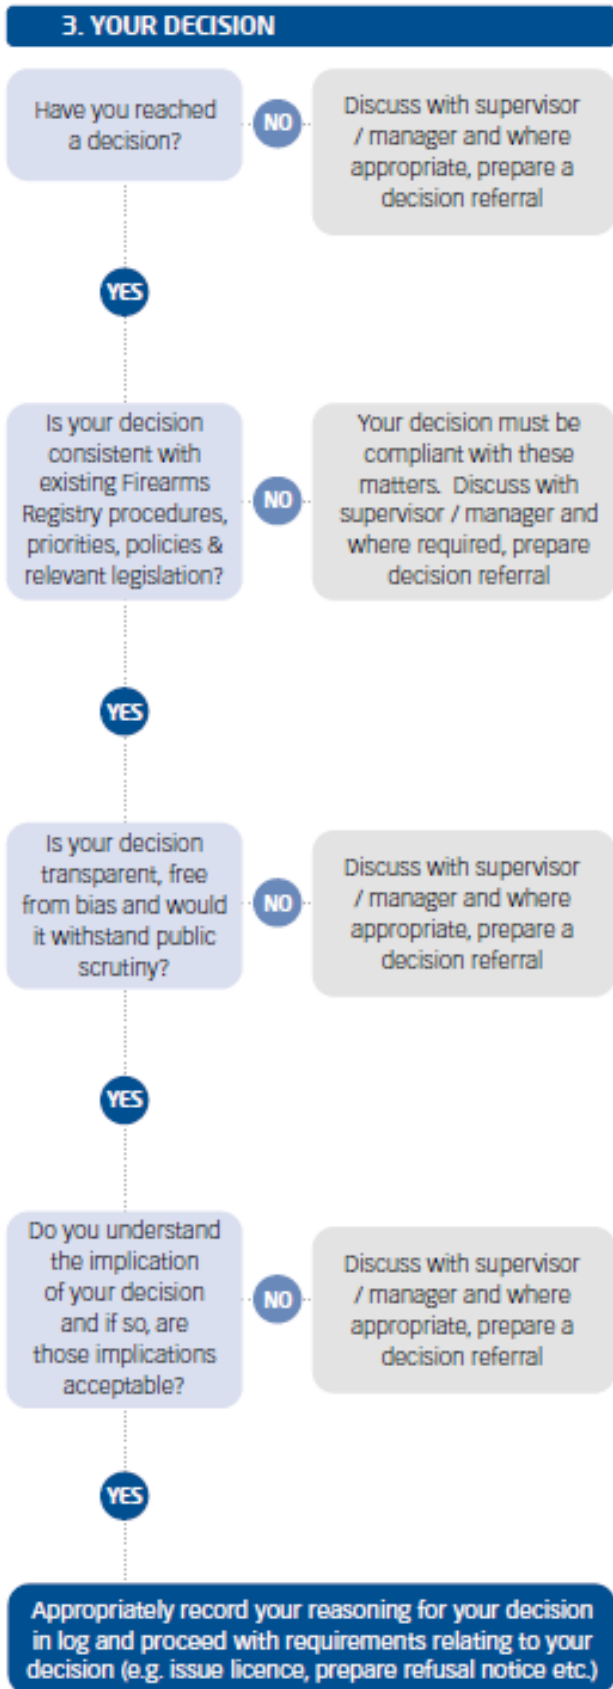 3. YOUR DECISION
Have you reached
a decision?
NO
Discuss with supervisor
/ manager and where
appropriate, prepare a
decision referral
YES
Is your decision
consistent with
existing Firearms
Registry procedures,
priorities, policies &
relevant legislation?
NO
Your decision must be
compliant with these
matters. Discuss with
supervisor / manager and
where required, prepare
decision referral
YES
Is your decision
transparent, free
from bias and would
it withstand public
scrutiny?
NO
Discuss with supervisor
/ manager and where
appropriate, prepare a
decision referral
YES
Do you understand
the implication
of your decision
and if so, are
those implications
acceptable?
NO
Discuss with supervisor
/ manager and where
appropriate, prepare a
decision referral
YES
Appropriately record your reasoning for your decision
in log and proceed with requirements relating to your
decision (e.g. issue licence, prepare refusal notice etc.)